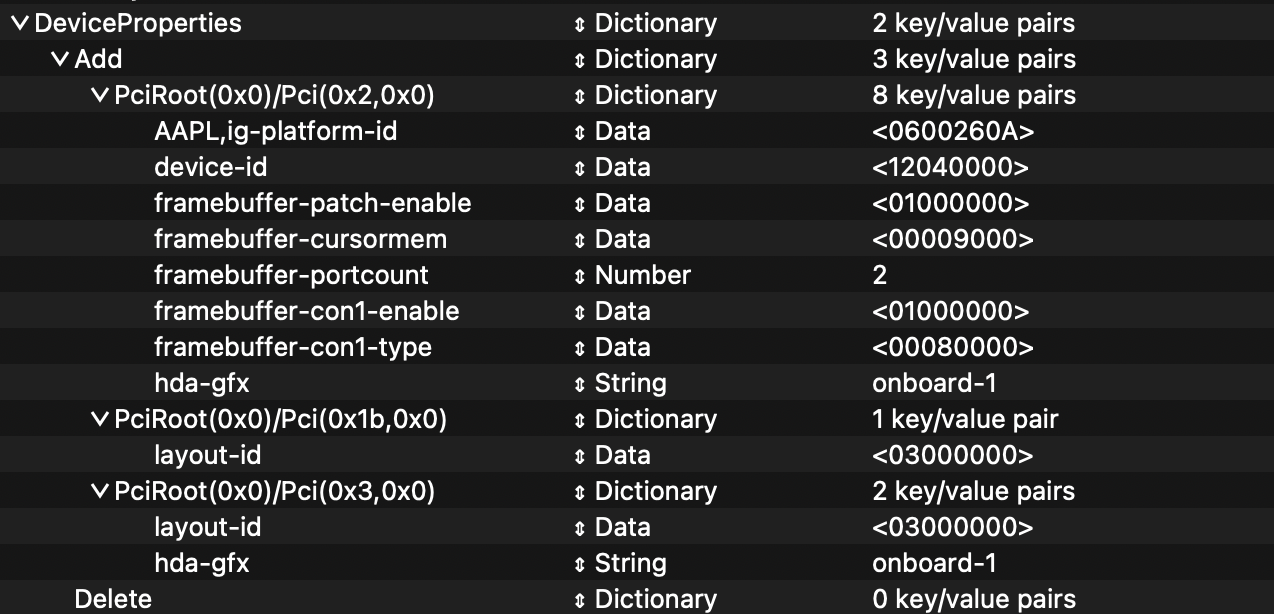 DeviceProperties Dictionary 2 key/value pairs
Add Dictionary 3 key/value pairs
PciRoot(0x0)/Pci(0x2,0x0) Dictionary 8 key/value pairs
AAPL,ig-platform-id Data <0600260A>
device-id Data <12040000>
framebuffer-patch-enable Data <01000000>
framebuffer-cursormem Data <00009000>
framebuffer-portcount Number 2
framebuffer-con1-enable Data <01000000>
framebuffer-con1-type Data <00080000>
hda-gfx String onboard-1
PciRoot(0x0)/Pci(0x1b,0x0) Dictionary 1 key/value pair
layout-id Data <03000000>
PciRoot(0x0)/Pci(0x3,0x0) Dictionary 2 key/value pairs
layout-id Data <03000000>
hda-gfx String onboard-1
Delete Dictionary 0 key/value pairs